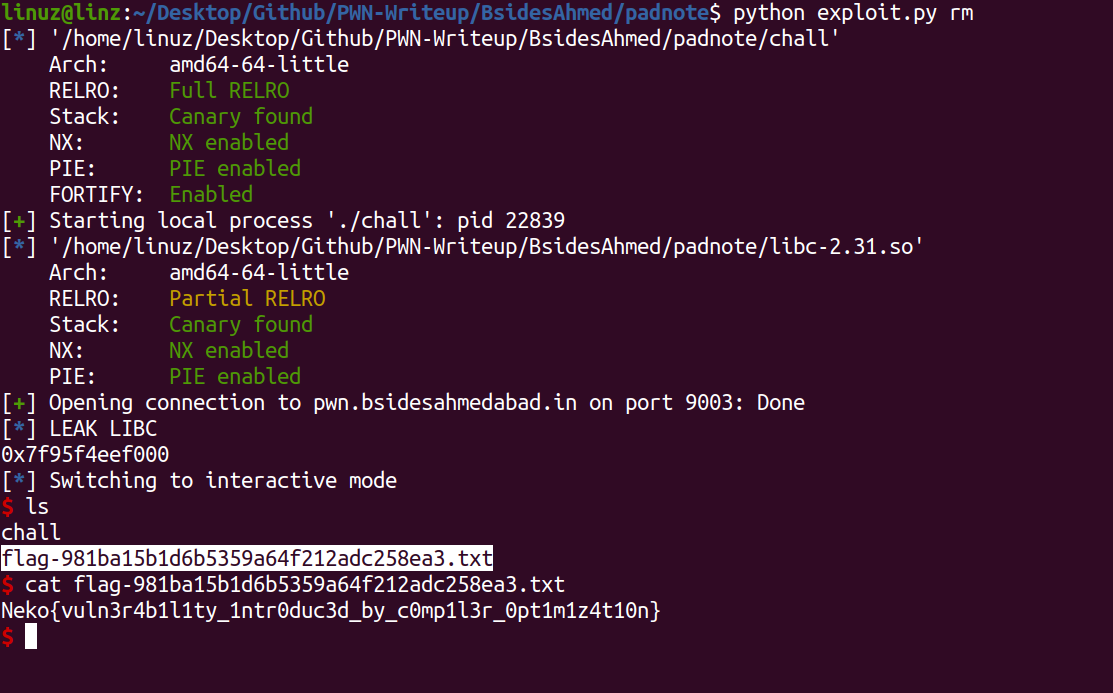 linuz@linz:~/Desktop/Github/PWN-Writeup/BsidesAhmed/padnote$ python exploit.py rm
[*] '/home/linuz/Desktop/Github/PWN-Writeup/BsidesAhmed/padnote/chall'
    Arch:     amd64-64-little
    RELRO:    Full RELRO
    Stack:    Canary found
    NX:       NX enabled
    PIE:      PIE enabled
    FORTIFY:  Enabled
[+] Starting local process './chall': pid 22839
[*] '/home/linuz/Desktop/Github/PWN-Writeup/BsidesAhmed/padnote/libc-2.31.so'
    Arch:     amd64-64-little
    RELRO:    Partial RELRO
    Stack:    Canary found
    NX:       NX enabled
    PIE:      PIE enabled
[+] Opening connection to pwn.bsidesahmedabad.in on port 9003: Done
[*] LEAK LIBC
0x7f95f4eef000
[*] Switching to interactive mode
$ ls
chall
flag-981ba15b1d6b5359a64f212adc258ea3.txt
$ cat flag-981ba15b1d6b5359a64f212adc258ea3.txt
Neko{vuln3r4b1l1ty_1ntr0duc3d_by_c0mp1l3r_0pt1m1z4t10n}
$